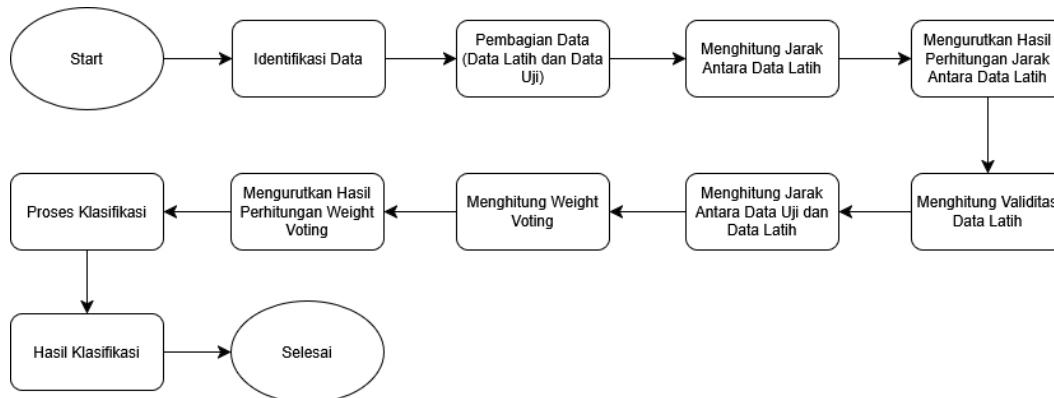 Start
Identifikasi Data
Pembagian Data
(Data Latih dan Data
Uji)
Menghitung Jarak
Antara Data Latih
Mengurutkan Hasil
Perhitungan Jarak
Antara Data Latih
Proses Klasifikasi
Mengurutkan Hasil
Perhitungan Weight
Voting
Menghitung Weight
Voting
Menghitung Jarak
Antara Data Uji dan
Data Latih
Menghitung Validitas
Data Latih
Hasil Klasifikasi
Selesai